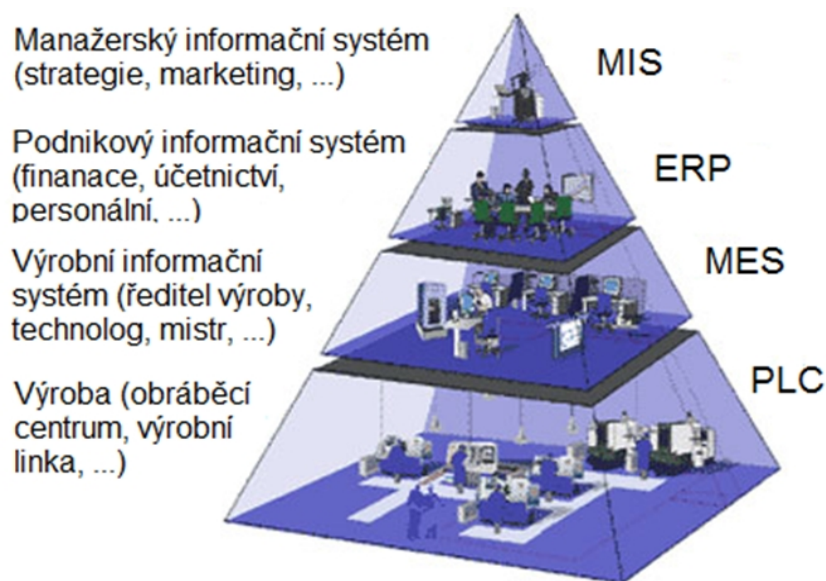 Manažerský informační systém
(strategie, marketing, ...)
MIS
Podnikový informační systém
(finanace, účetnictví,
personální, ...)
ERP
Výrobní informační
systém (ředitel výroby,
technolog, mistr, ...)
MES
Výroba (obráběcí
centrum, výrobní
linka, ...)
PLC